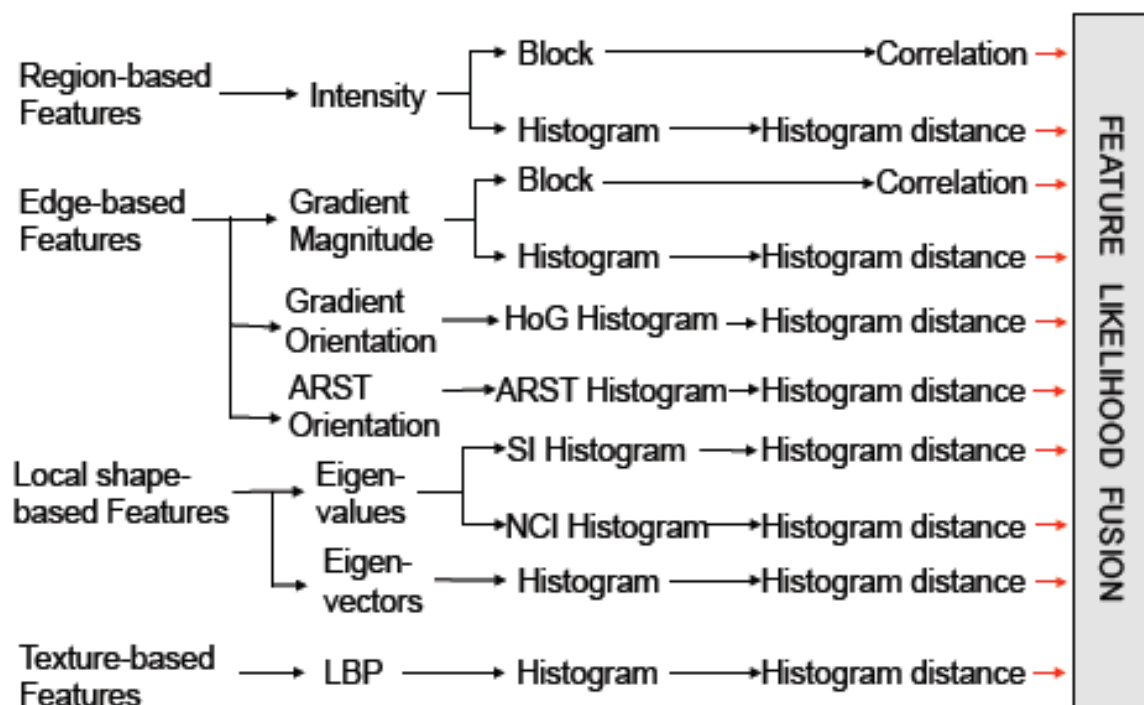 Block
Correlation
Region-based
Features
Intensity
Histogram
Histogram distance
Block
Correlation
Edge-based
Features
Gradient
Magnitude
Histogram
Histogram distance
Gradient
Orientation
HoG Histogram
Histogram distance
ARST
Orientation
ARST Histogram
Histogram distance
SI Histogram
Histogram distance
Local shape-
based Features
Eigen-
values
NCI Histogram
Histogram distance
Eigen-
vectors
Histogram
Histogram distance
Texture-based
Features
LBP
Histogram
Histogram distance
FEATURE LIKELIHOOD FUSION